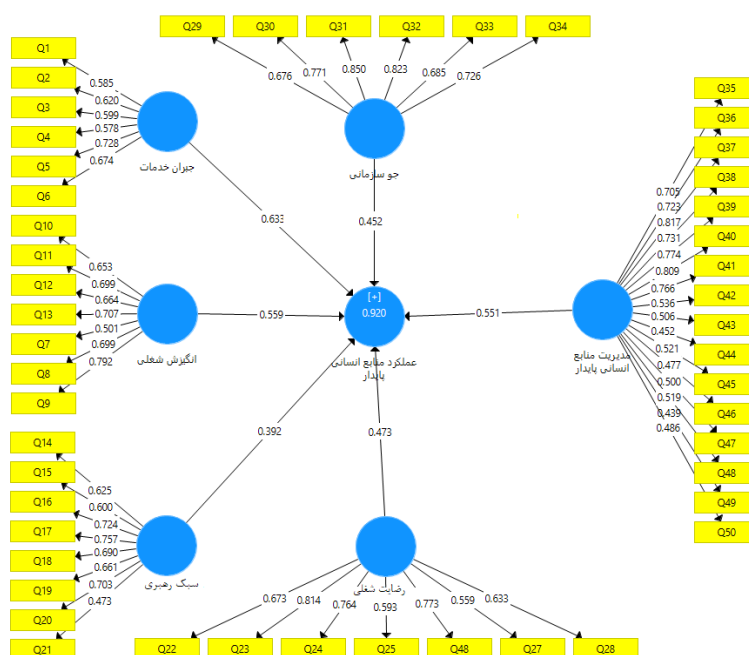 Q29
Q30
Q31
Q32
Q33
Q34
0.676
0.771
0.850
0.823
0.685
0.726
جو سازمانی
0.452
Q1
Q2
Q3
Q4
Q5
Q6
0.585
0.620
0.599
0.578
0.728
0.674
جبران خدمات
0.633
Q10
Q11
Q12
Q13
Q7
Q8
Q9
0.653
0.699
0.664
0.707
0.501
0.699
0.792
انگیزش شغلی
0.559
[+]
0.920
عملکرد منابع انسانی
پایدار
0.551
Q35
Q36
Q37
Q38
Q39
Q40
Q41
Q42
Q43
Q44
Q45
Q46
Q47
Q48
Q49
Q50
0.705
0.723
0.817
0.731
0.774
0.809
0.766
0.536
0.506
0.452
0.521
0.477
0.500
0.519
0.439
0.486
مدیریت منابع
انسانی پایدار
Q14
Q15
Q16
Q17
Q18
Q19
Q20
Q21
0.625
0.600
0.724
0.757
0.690
0.661
0.703
0.473
سبک رهبری
0.392
0.473
رضایت شغلی
0.673
0.814
0.764
0.593
0.773
0.559
0.633
Q22
Q23
Q24
Q25
Q48
Q27
Q28